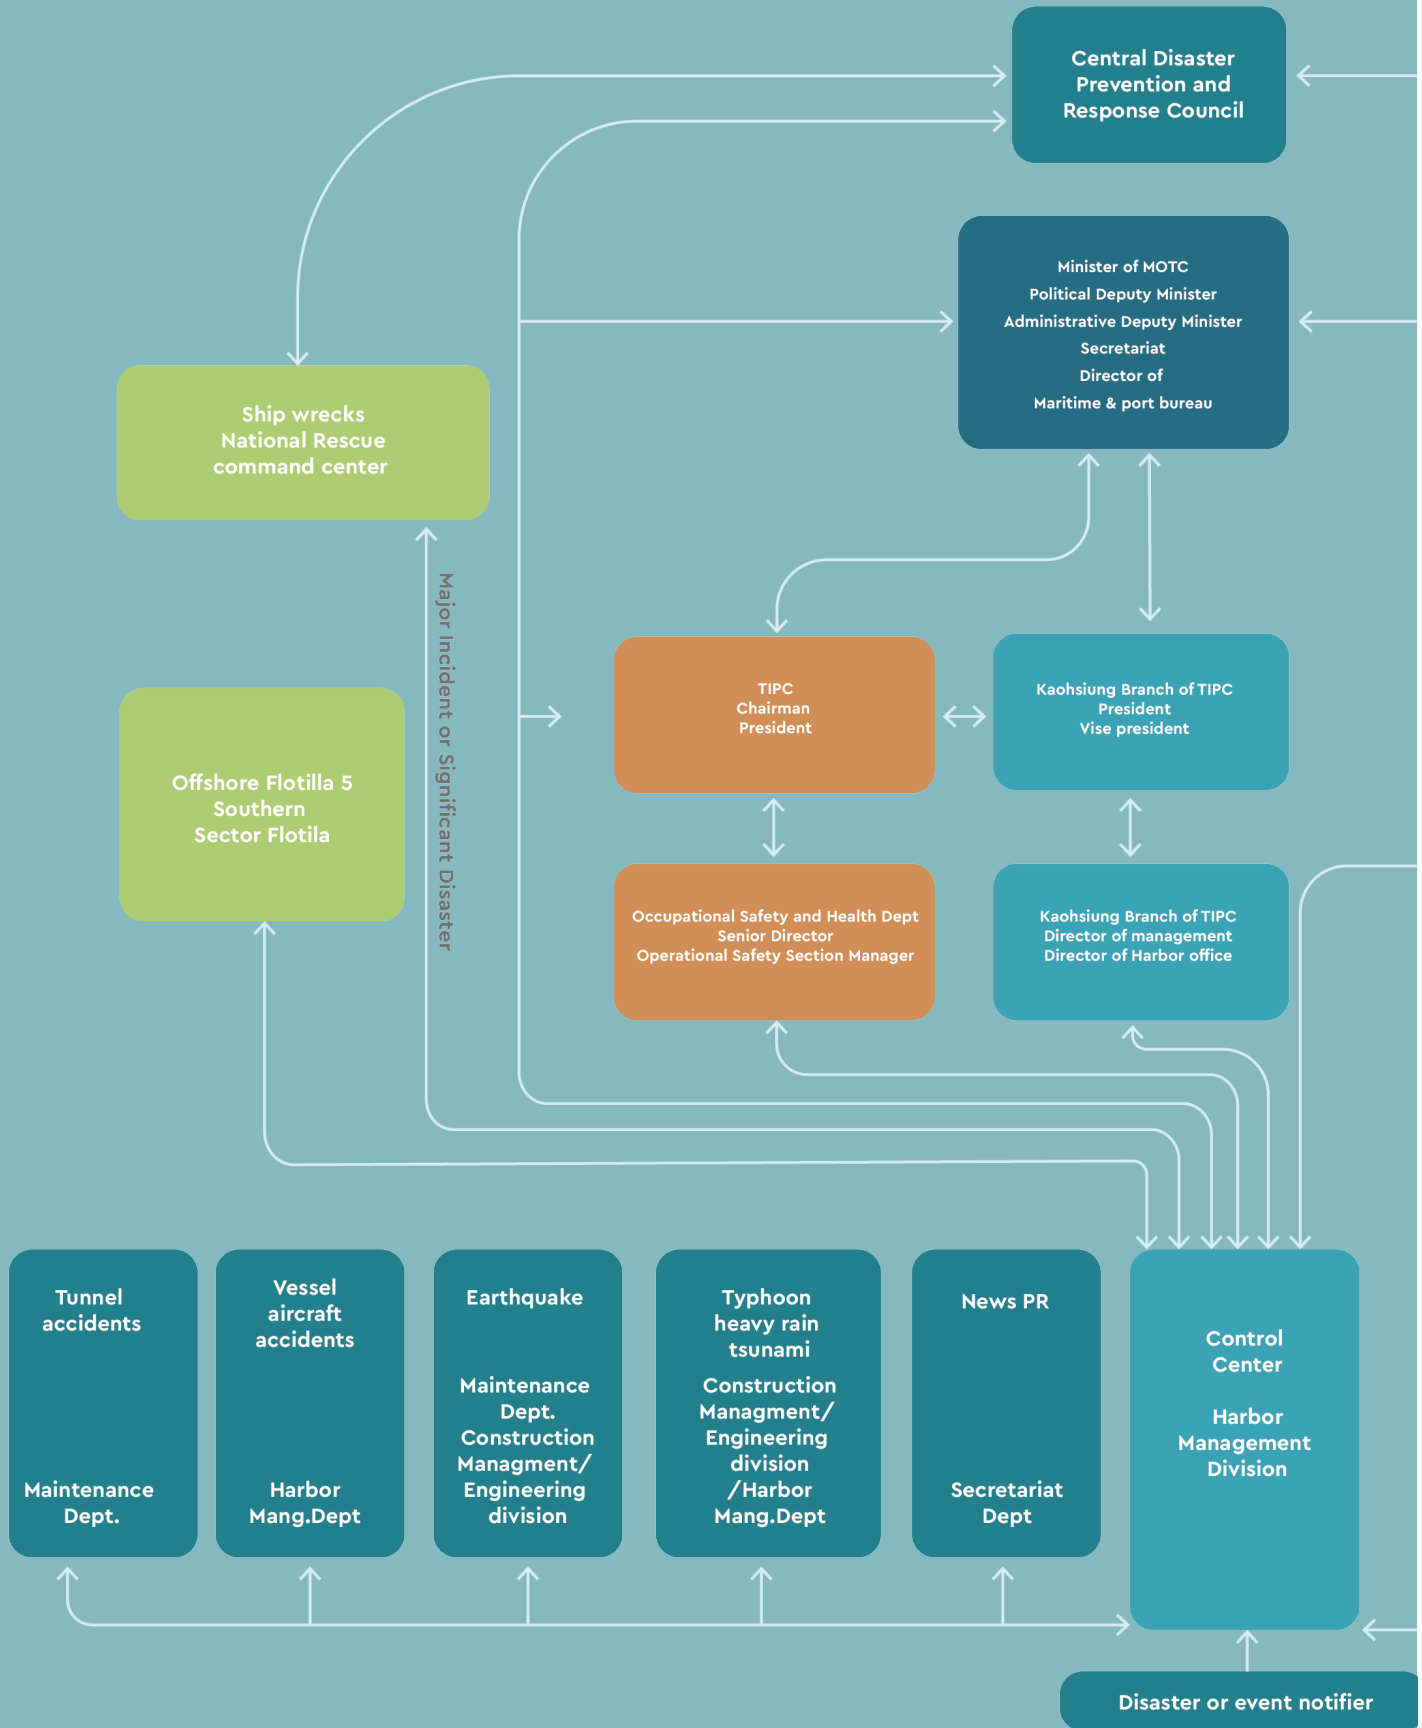 Central Disaster
Prevention and
Response Council
Minister of MOTC
Political Deputy Minister
Administrative Deputy Minister
Secretariat
Director of
Maritime & port bureau
Ship wrecks
National Rescue
command center
Major Incident or Significant Disaster
Offshore Flotilla 5
Southern
Sector Flotila
TIPC
Chairman
President
Kaohsiung Branch of TIPC
President
Vise president
Occupational Safety and Health Dept
Senior Director
Operational Safety Section Manager
Kaohsiung Branch of TIPC
Director of management
Director of Harbor office
Tunnel
accidents
Maintenance
Dept.
Vessel
aircraft
accidents
Harbor
Mang.Dept
Earthquake
Maintenance
Dept.
Construction
Managment/
Engineering
division
Typhoon
heavy rain
tsunami
Construction
Managment/
Engineering
division
/Harbor
Mang.Dept
News PR
Secretariat
Dept
Control
Center
Harbor
Management
Division
Disaster or event notifier